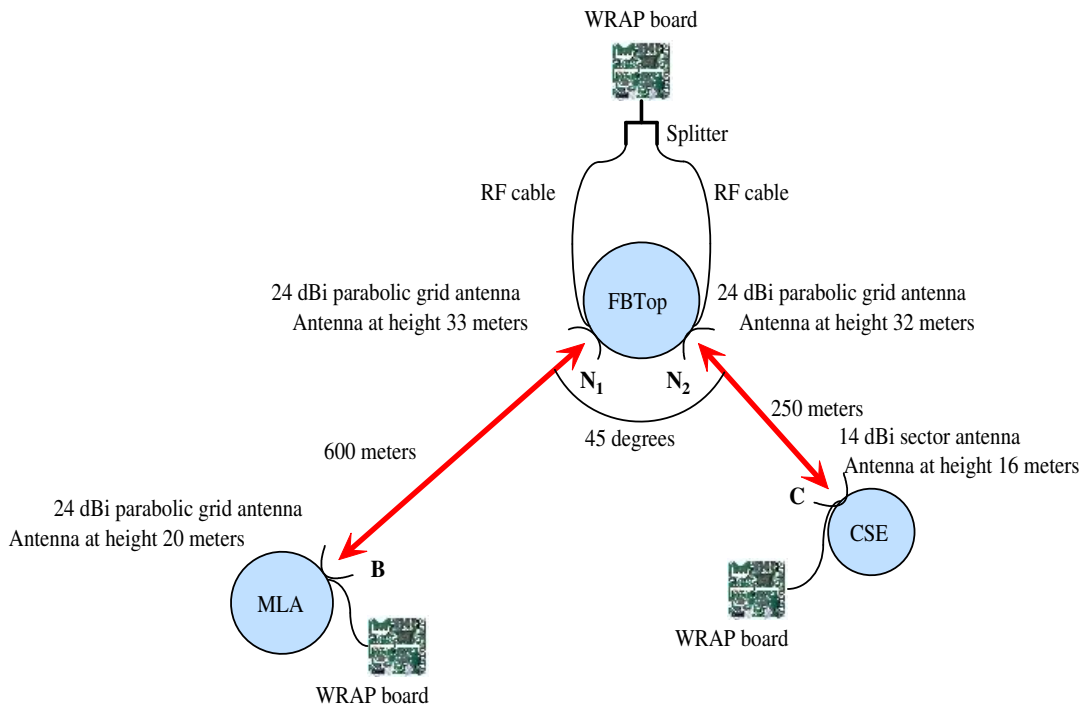 WRAP board
Splitter
RF cable
RF cable
24 dBi parabolic grid antenna
Antenna at height 33 meters
FBTop
24 dBi parabolic grid antenna
Antenna at height 32 meters
N1
N2
45 degrees
600 meters
250 meters
14 dBi sector antenna
Antenna at height 16 meters
C
CSE
WRAP board
24 dBi parabolic grid antenna
Antenna at height 20 meters
B
MLA
WRAP board